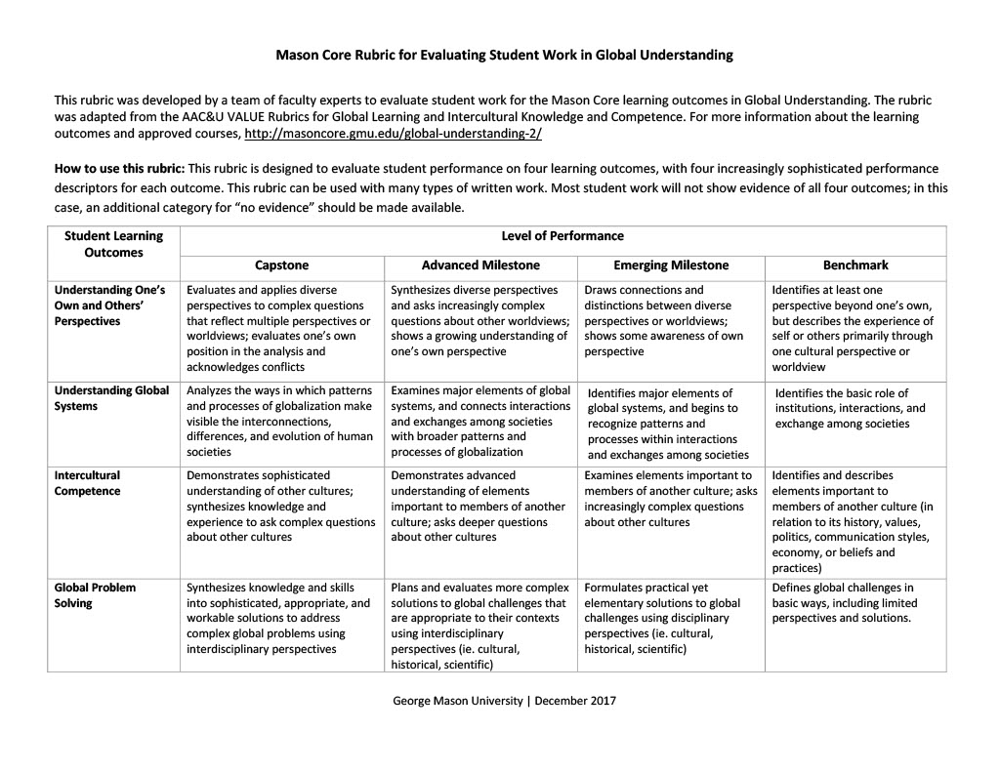 Mason Core Rubric for Evaluating Student Work in Global Understanding
This rubric was developed by a team of faculty experts to evaluate student work for the Mason Core learning outcomes in Global Understanding. The rubric
was adapted from the AAC&U VALUE Rubrics for Global Learning and Intercultural Knowledge and Competence. For more information about the learning
outcomes and approved courses, http://masoncore.gmu.edu/global-understanding-2/
How to use this rubric: This rubric is designed to evaluate student performance on four learning outcomes, with four increasingly sophisticated performance
descriptors for each outcome. This rubric can be used with many types of written work. Most student work will not show evidence of all four outcomes; in this
case, an additional category for “no evidence” should be made available.
Student Learning
Outcomes
Level of Performance
Capstone
Advanced Milestone
Emerging Milestone
Benchmark
Understanding One’s
Own and Others’
Perspectives
Evaluates and applies diverse
perspectives to complex questions
that reflect multiple perspectives or
worldviews; evaluates one’s own
position in the analysis and
acknowledges conflicts
Synthesizes diverse perspectives
and asks increasingly complex
questions about other worldviews;
shows a growing understanding of
one’s own perspective
Draws connections and
distinctions between diverse
perspectives or worldviews;
shows some awareness of own
perspective
Identifies at least one
perspective beyond one’s own,
but describes the experience of
self or others primarily through
one cultural perspective or
worldview
Understanding Global
Systems
Analyzes the ways in which patterns
and processes of globalization make
visible the interconnections,
differences, and evolution of human
societies
Examines major elements of global
systems, and connects interactions
and exchanges among societies
with broader patterns and
processes of globalization
Identifies major elements of
global systems, and begins to
recognize patterns and
processes within interactions
and exchanges among societies
Identifies the basic role of
institutions, interactions, and
exchange among societies
Intercultural
Competence
Demonstrates sophisticated
understanding of other cultures;
synthesizes knowledge and
experience to ask complex questions
about other cultures
Demonstrates advanced
understanding of elements
important to members of another
culture; asks deeper questions
about other cultures
Examines elements important to
members of another culture; asks
increasingly complex questions
about other cultures
Identifies and describes
elements important to
members of another culture (in
relation to its history, values,
politics, communication styles,
economy, or beliefs and
practices)
Global Problem
Solving
Synthesizes knowledge and skills
into sophisticated, appropriate, and
workable solutions to address
complex global problems using
interdisciplinary perspectives
Plans and evaluates more complex
solutions to global challenges that
are appropriate to their contexts
using interdisciplinary
perspectives (ie. cultural,
historical, scientific)
Formulates practical yet
elementary solutions to global
challenges using disciplinary
perspectives (ie. cultural,
historical, scientific)
Defines global challenges in
basic ways, including limited
perspectives and solutions.
George Mason University | December 2017